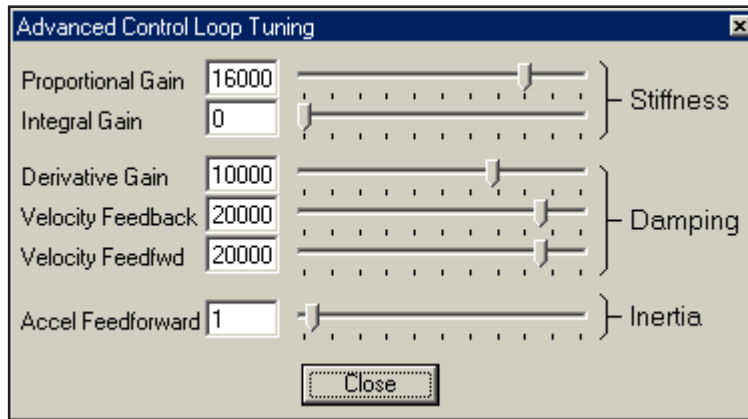 Advanced Control Loop Tuning
Proportional Gain 16000
Integral Gain 0
Stiffness
Derivative Gain 10000
Velocity Feedback 20000
Velocity Feedfwd 20000
Damping
Accel Feedforward 1
Inertia
Close